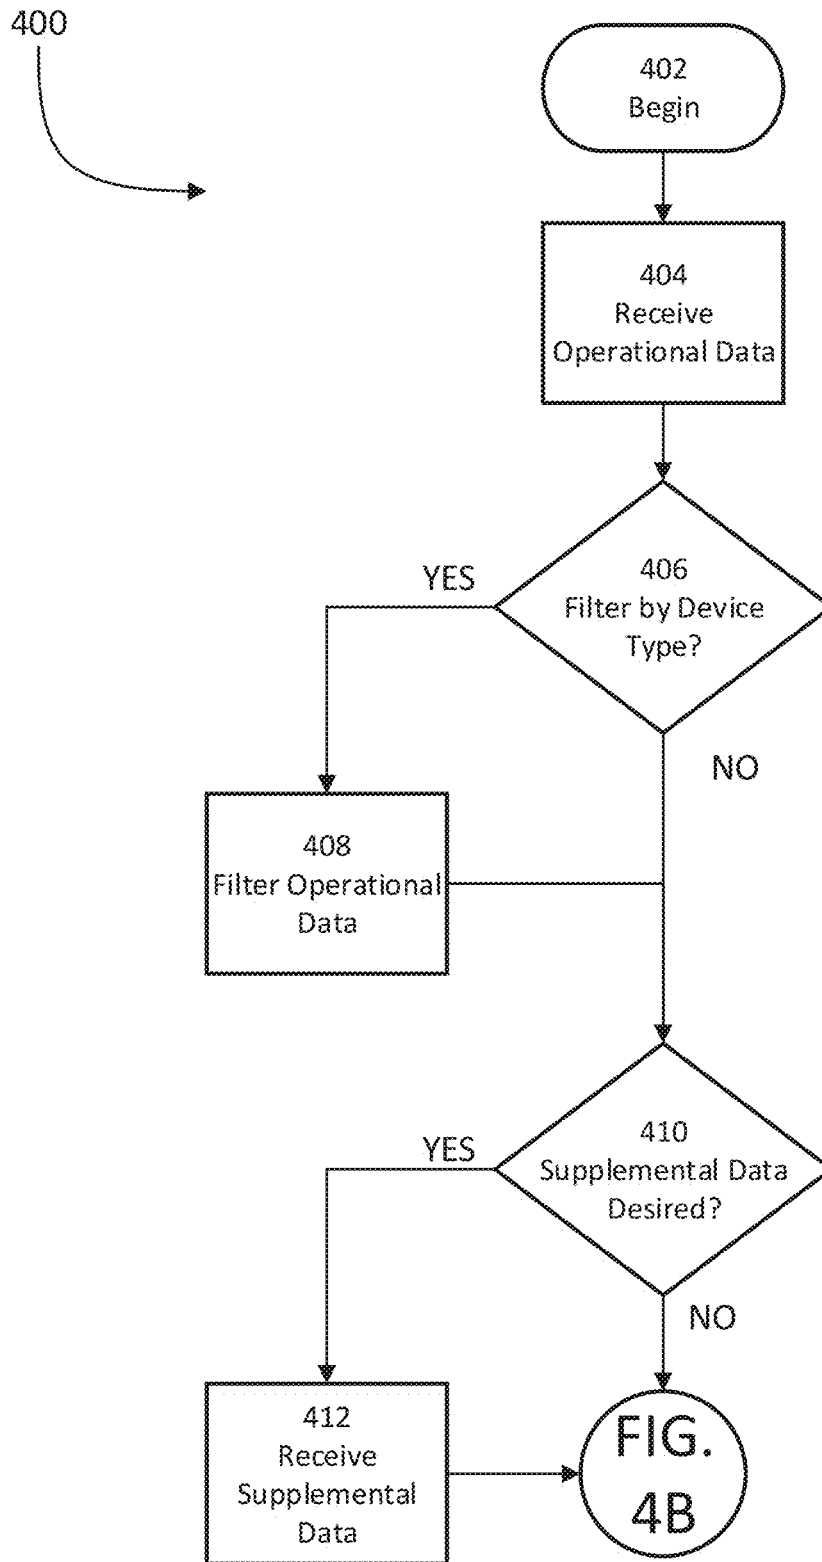 400
402
Begin
404
Receive
Operational Data
406
Filter by Device
Type?
YES
NO
408
Filter Operational
Data
410
Supplemental Data
Desired?
YES
NO
412
Receive
Supplemental
Data
FIG.
4B